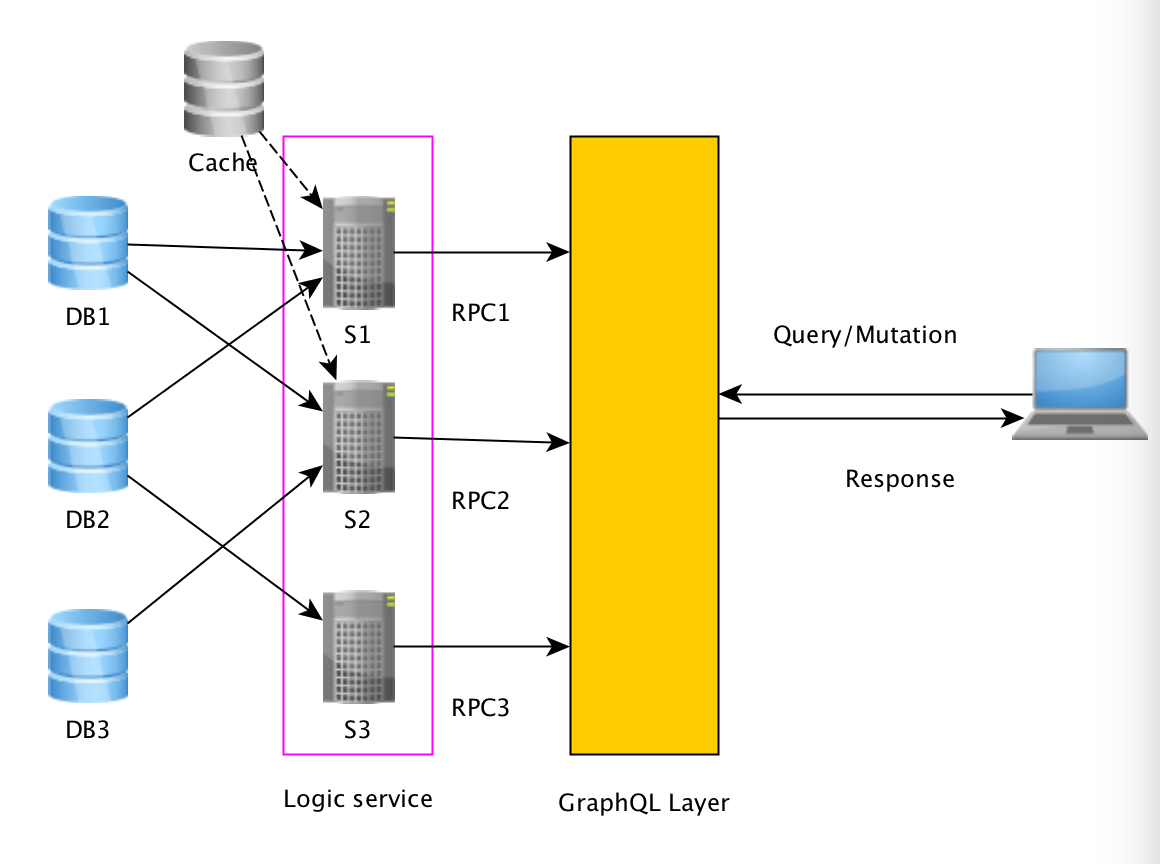 Cache
DB1
S1
RPC1
Query/Mutation
DB2
S2
RPC2
Response
DB3
S3
RPC3
Logic service
GraphQL Layer